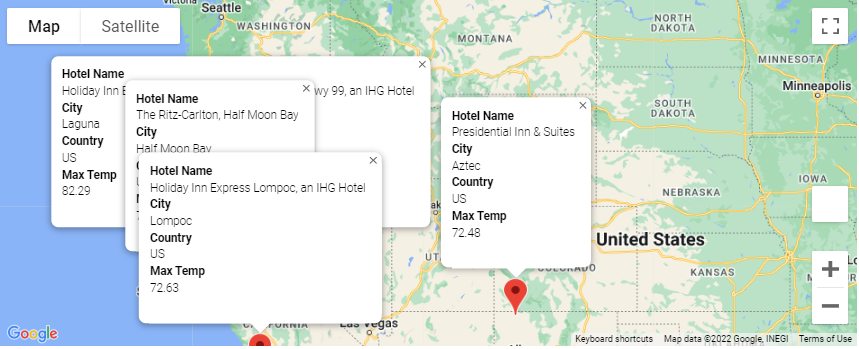 Map
Satellite
Seattle
WASHINGTON
MONTANA
NORTH
DAKOTA
MINNESOTA
Minneapolis
SOUTH
DAKOTA
IOWA
NEBRASKA
United States
KANSAS
COLORADO
Las Vegas
CALIFORNIA
Hotel Name
Holiday Inn
wy 99, an IHG Hotel
City
Laguna
Country
US
Max Temp
82.29
Hotel Name
The Ritz-Carlton, Half Moon Bay
City
Half Moon Bay
Hotel Name
Holiday Inn Express Lompoc, an IHG Hotel
City
Lompoc
Country
US
Max Temp
72.63
Hotel Name
Presidential Inn & Suites
City
Aztec
Country
US
Max Temp
72.48
Google
Keyboard shortcuts
Map data ©2022 Google, INEGI
Terms of Use